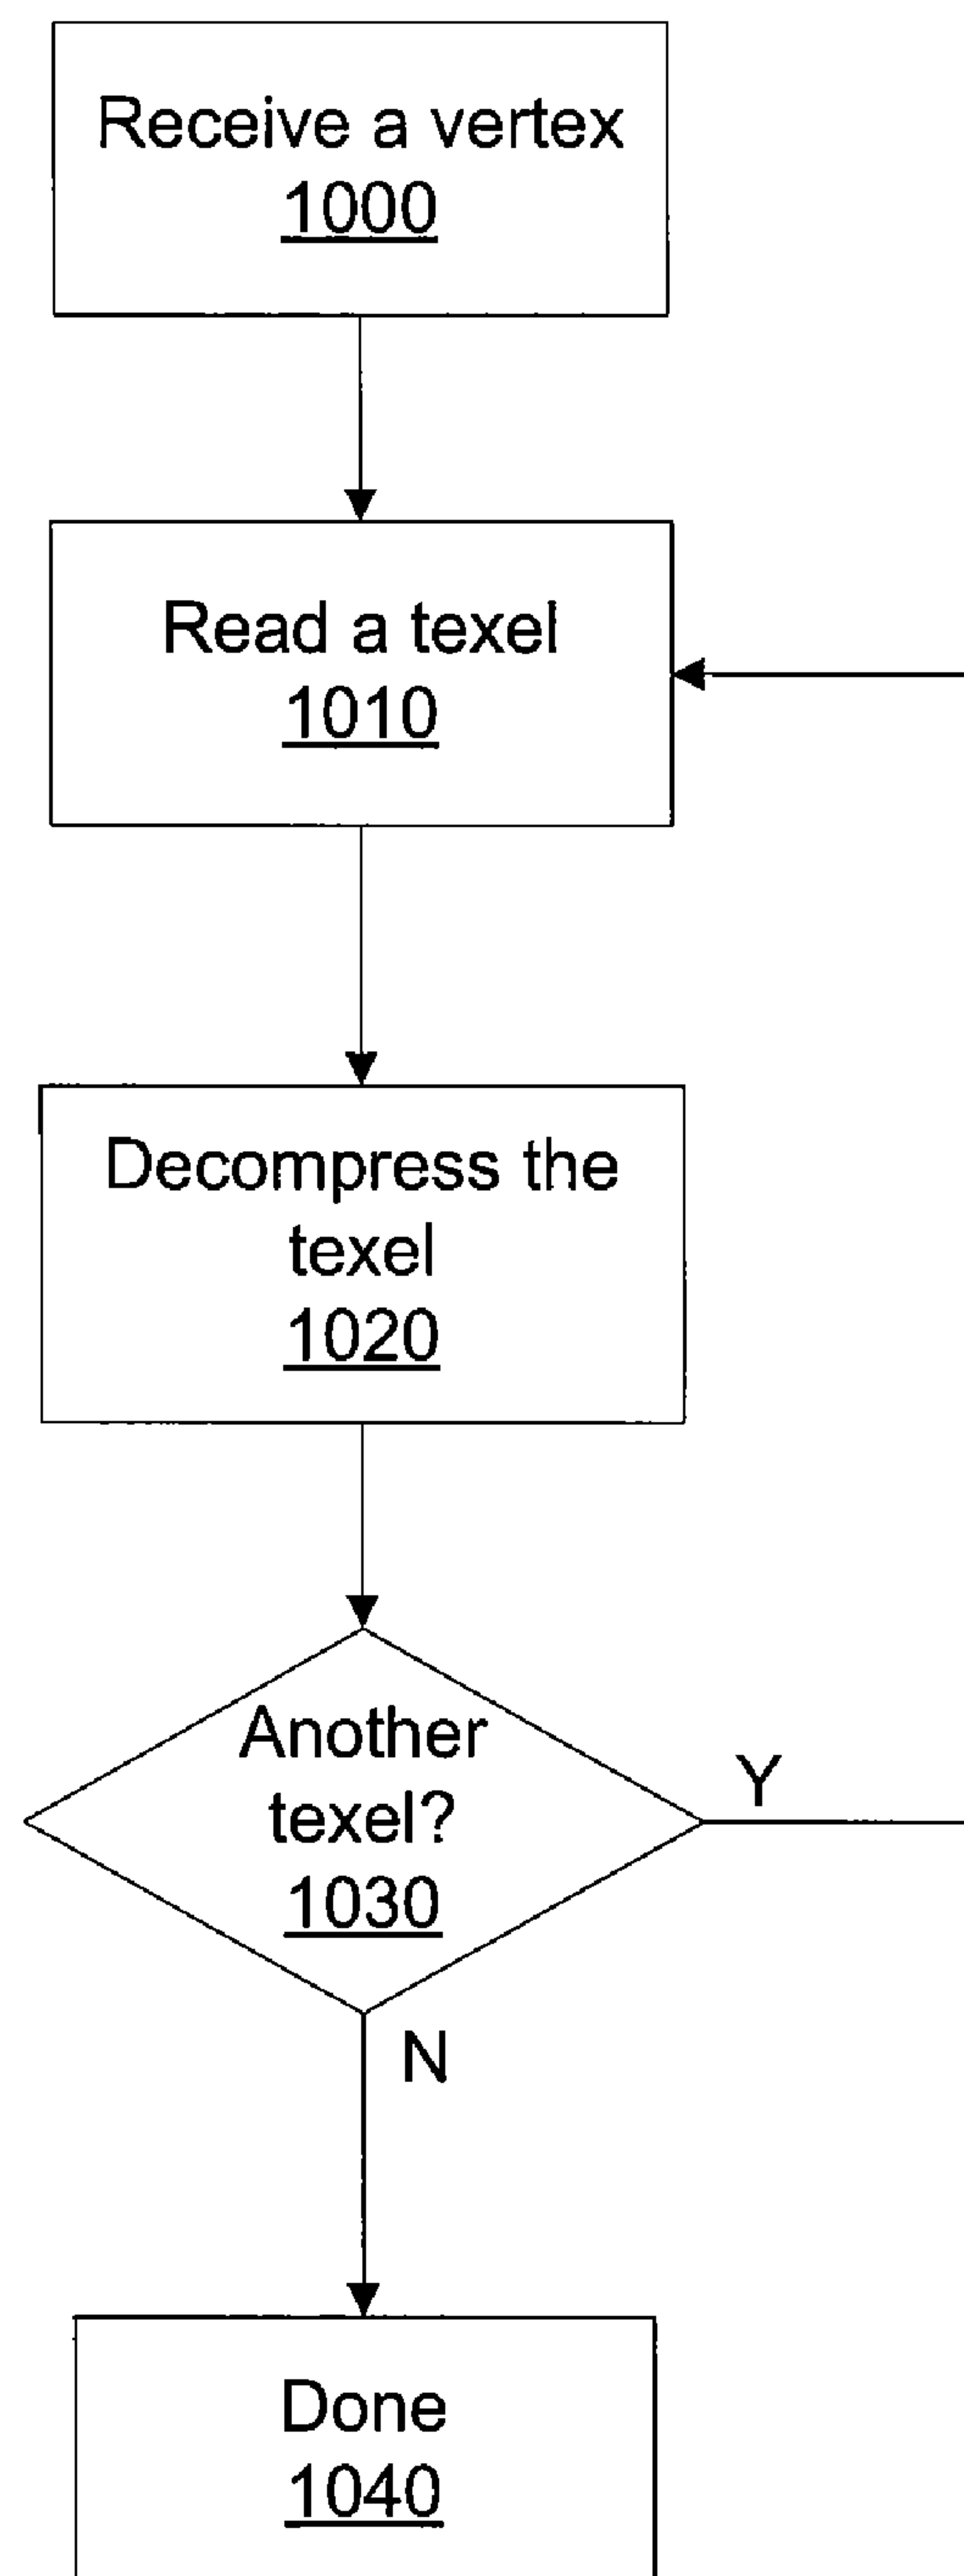 Receive a vertex
1000
Read a texel
1010
Decompress the
texel
1020
Another
texel?
1030
Y
N
Done
1040